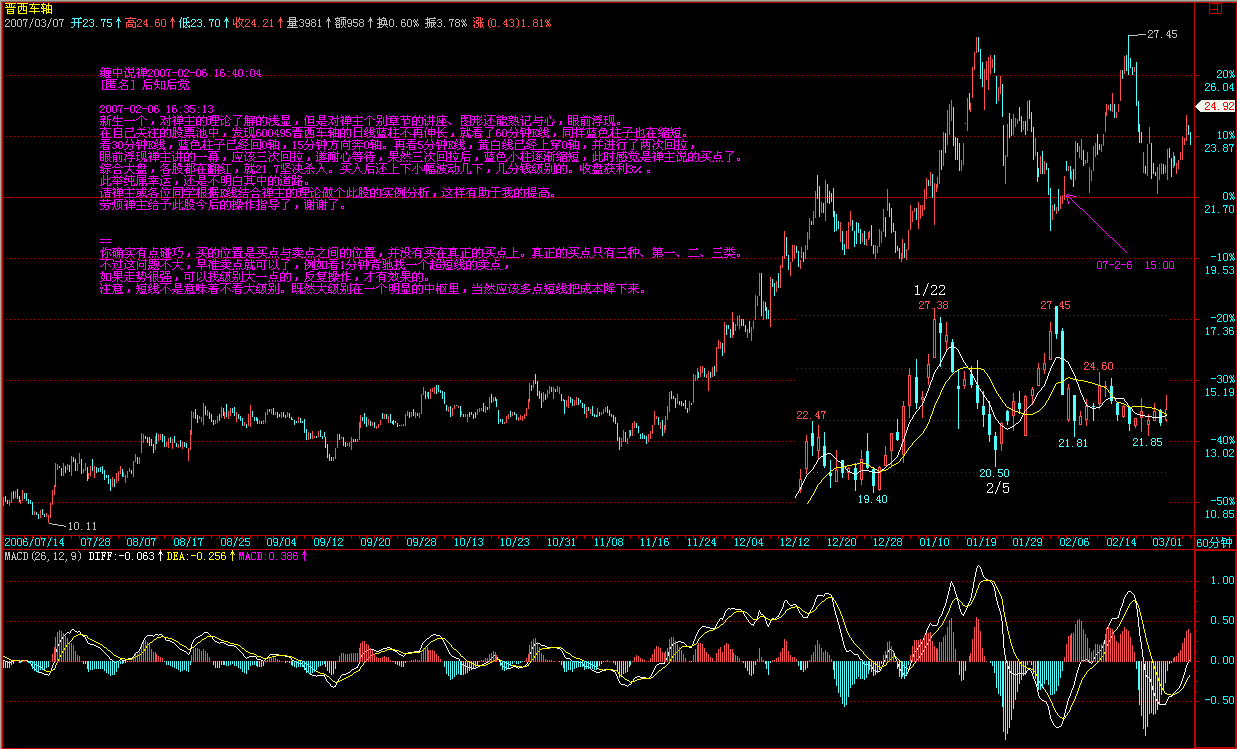 晋西车轴
2007/03/07 开23.75↑高24.60↑低23.70↑收24.21↑量3981↑额958↑换0.60% 振3.78% 涨(0.43)1.81%
缠中说禅2007-02-06 16:40:04
[匿名] 后知后觉
2007-02-06 16:35:13
新生一个，对禅主的理论了解的浅显，但是对禅主个别章节的讲座、图形还能熟记与心，眼前浮现。
在自己关注的股票池中，发现600495晋西车轴的日线蓝柱不再伸长，就看了60分钟K线，同样蓝色柱子也在缩短。
看30分钟K线，蓝色柱子已经回0轴，15分钟方向奔0轴。再看5分钟K线，黄白线已经上穿0轴，并进行了两次回拉，
眼前浮现禅主讲的一幕，应该三次回拉，遂耐心等待，果然三次回拉后，蓝色小柱逐渐缩短，此时感觉是禅主说的买点了。
综合大盘，各股都在翻红，就21.7坚决杀入。买入后还上下小幅波动几下，几分钱级别的。收盘获利3%。
此举纯属幸运，还是不明白其中的道路。
请禅主或各位同学根据K线结合禅主的理论做个此股的实例分析，这样有助于我的提高。
劳烦禅主给予此股今后的操作指导了，谢谢了。
==
你确实有点碰巧，买的位置是买点与卖点之间的位置，并没有买在真正的买点上。真正的买点只有三种、第一、二、三类。
不过这问题不大，早准卖点就可以了，例如看1分钟背驰找一个超短线的卖点，
如果走势很强，可以找级别大一点的，反复操作，才有效果的。
注意，短线不是意味着不看大级别。既然大级别在一个明显的中枢里，当然应该多点短线把成本降下来。
27.45
20%
26.04
24.92
10%
23.87
0%
21.70
07-2-6 15:00
-10%
19.53
1/22
27.38
27.45
-20%
17.36
24.60
-30%
15.19
22.47
21.81
21.85
-40%
13.02
20.50
2/5
19.40
-50%
10.85
10.11
2006/07/14 07/28 08/07 08/17 08/25 09/04 09/12 09/20 09/28 10/13 10/23 10/31 11/08 11/16 11/24 12/04 12/12 12/20 12/28 01/10 01/19 01/29 02/06 02/14 03/01 60分钟
MACD(26,12,9) DIFF:-0.063↑DEA:-0.256↑MACD:0.386↑
1.00
0.50
0.00
-0.50